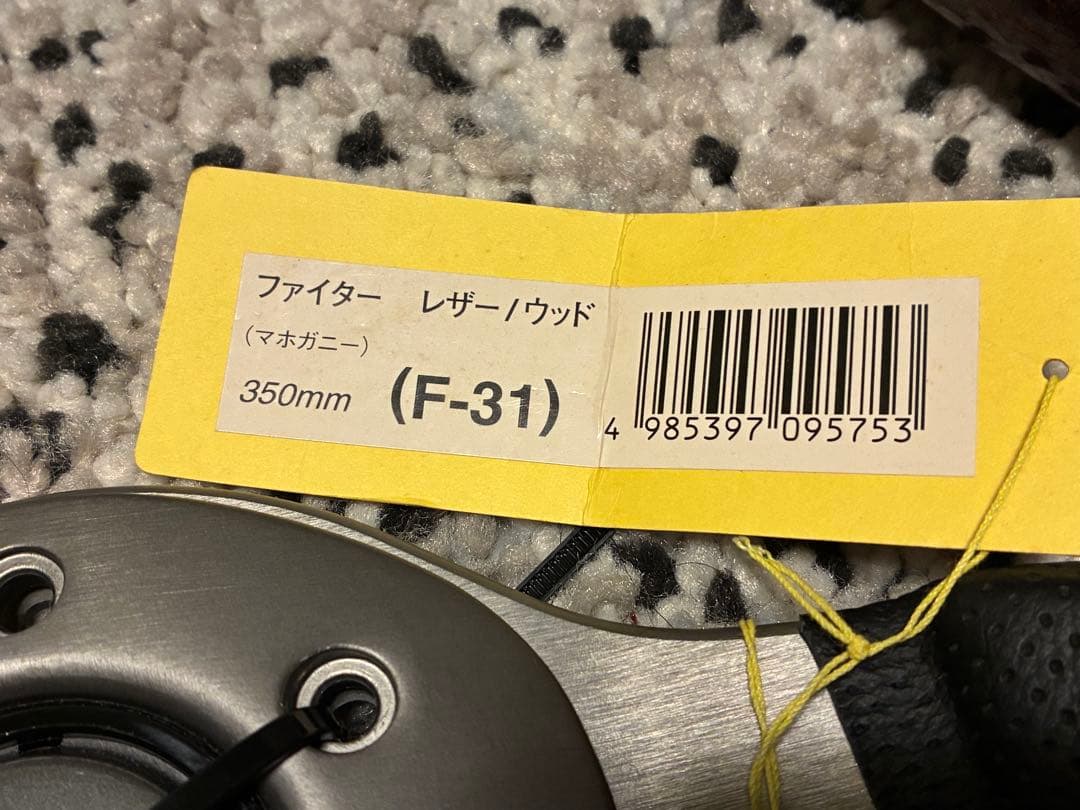 ファイター レザー/ウッド
(マホガニー)
350mm (F-31)
4 985397 095753